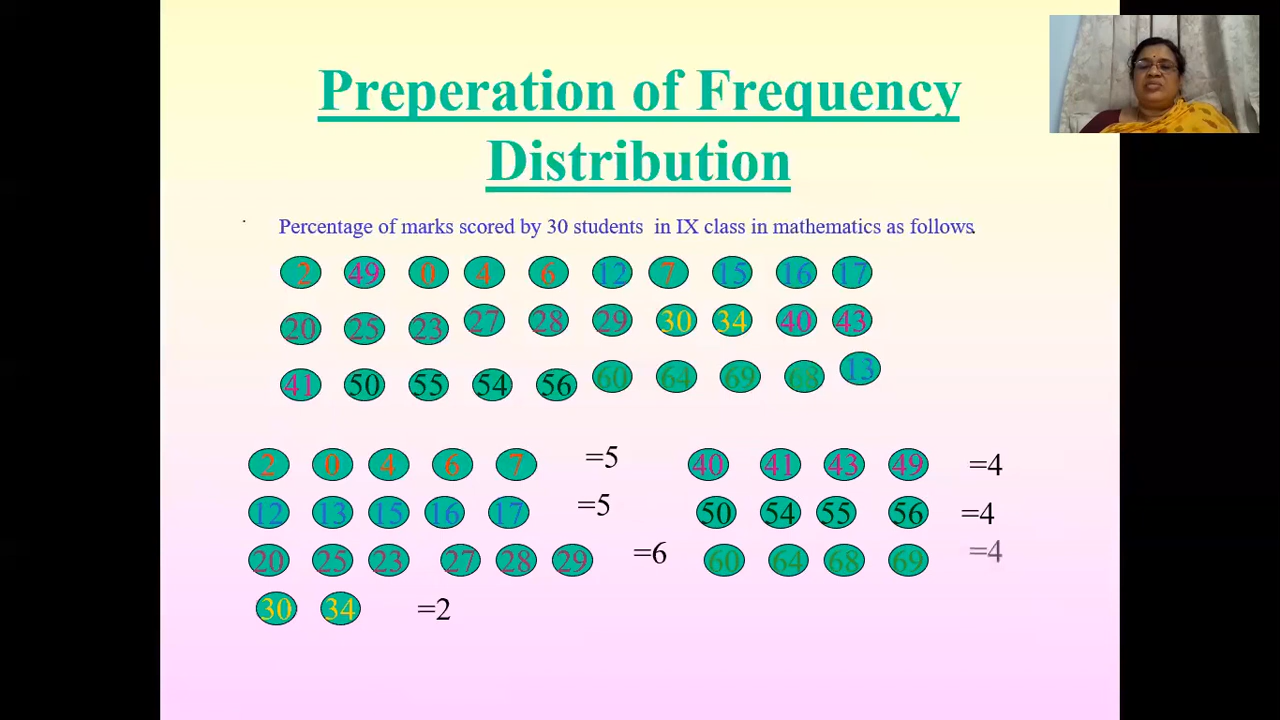 Preperation of Frequency
Distribution
Percentage of marks scored by 30 students in IX class in mathematics as follows.
2 49 0 4 6 12 7 15 16 17
20 25 23 27 28 29 30 34 40 43
41 50 55 54 56 60 64 69 68 13
2 0 4 6 7 =5
12 13 15 16 17 =5
20 25 23 27 28 29 =6
30 34 =2
40 41 43 49 =4
50 54 55 56 =4
60 64 68 69 =4